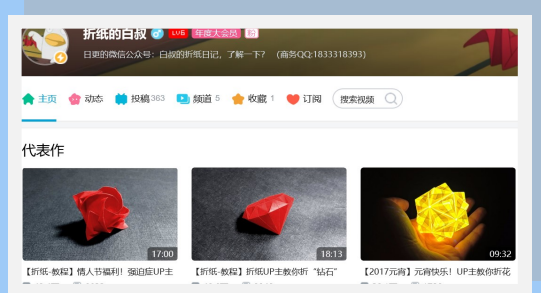 折纸的白叔 LV6 年度大会员 粉
日更的微信公众号：白叔的折纸日记，了解一下？ (商务QQ:1833318393)
主页 动态 投稿 363 频道 5 收藏 1 订阅 搜索视频
代表作
17:00 18:13 09:32
【折纸-教程】情人节福利！强迫症UP主 【折纸-教程】折纸UP主教你折“钻石” 【2017元宵】元宵快乐！UP主教你折花